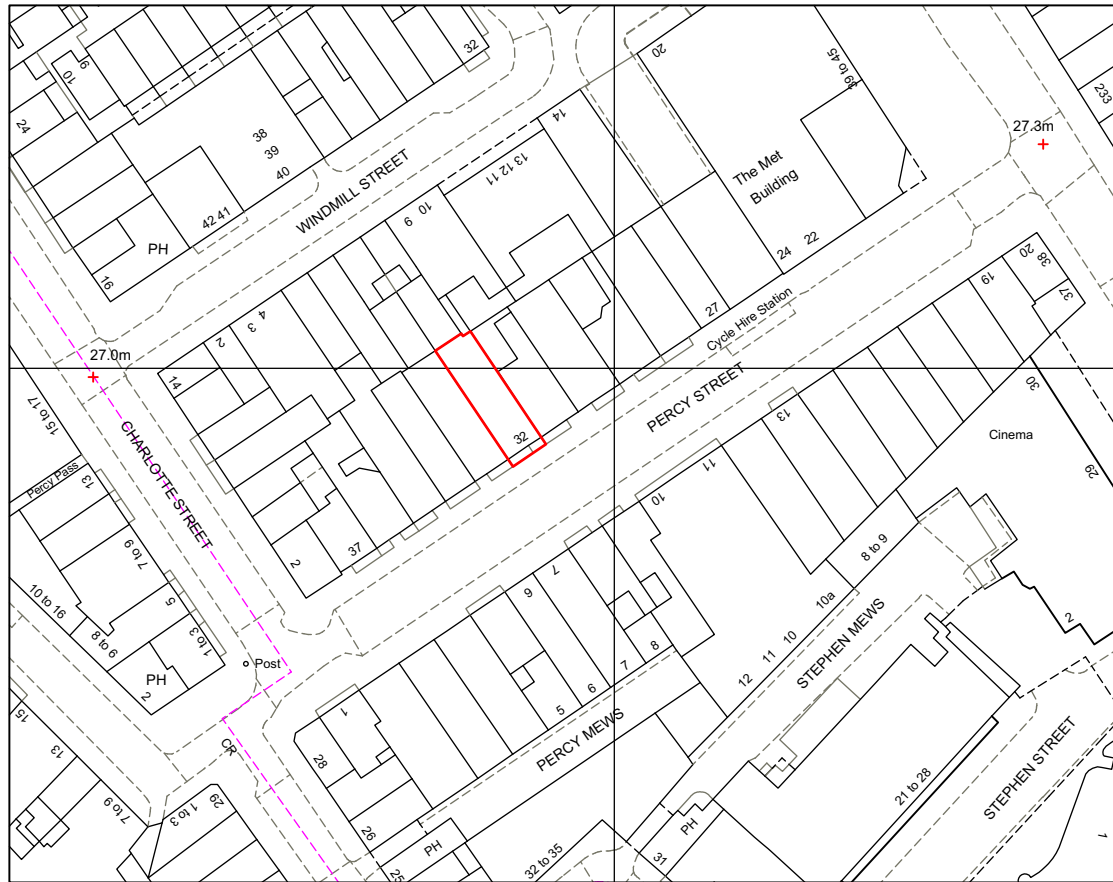 32
20
39 to 45
233
27.3m
10
9
24
38
39
40
42 41
PH
16
WINDMILL STREET
14
13 12 11
10
9
The Met
Building
24
22
27
Cycle Hire Station
PERCY STREET
20
38
37
19
30
29
Cinema
27.0m
14
2
3
4
15 to 17
CHARLOTTE STREET
Percy Pass
13
7 to 9
5
1 to 3
10 to 16
8 to 9
PH
2
Post
2
37
32
13
11
10
8 to 9
10a
10
11
12
STEPHEN MEWS
7
6
8
7
6
5
PERCY MEWS
1
28
26
25
PH
CR
15
13
7 to 9
1 to 3
29
32 to 35
PH
31
21 to 28
STEPHEN STREET
2
1